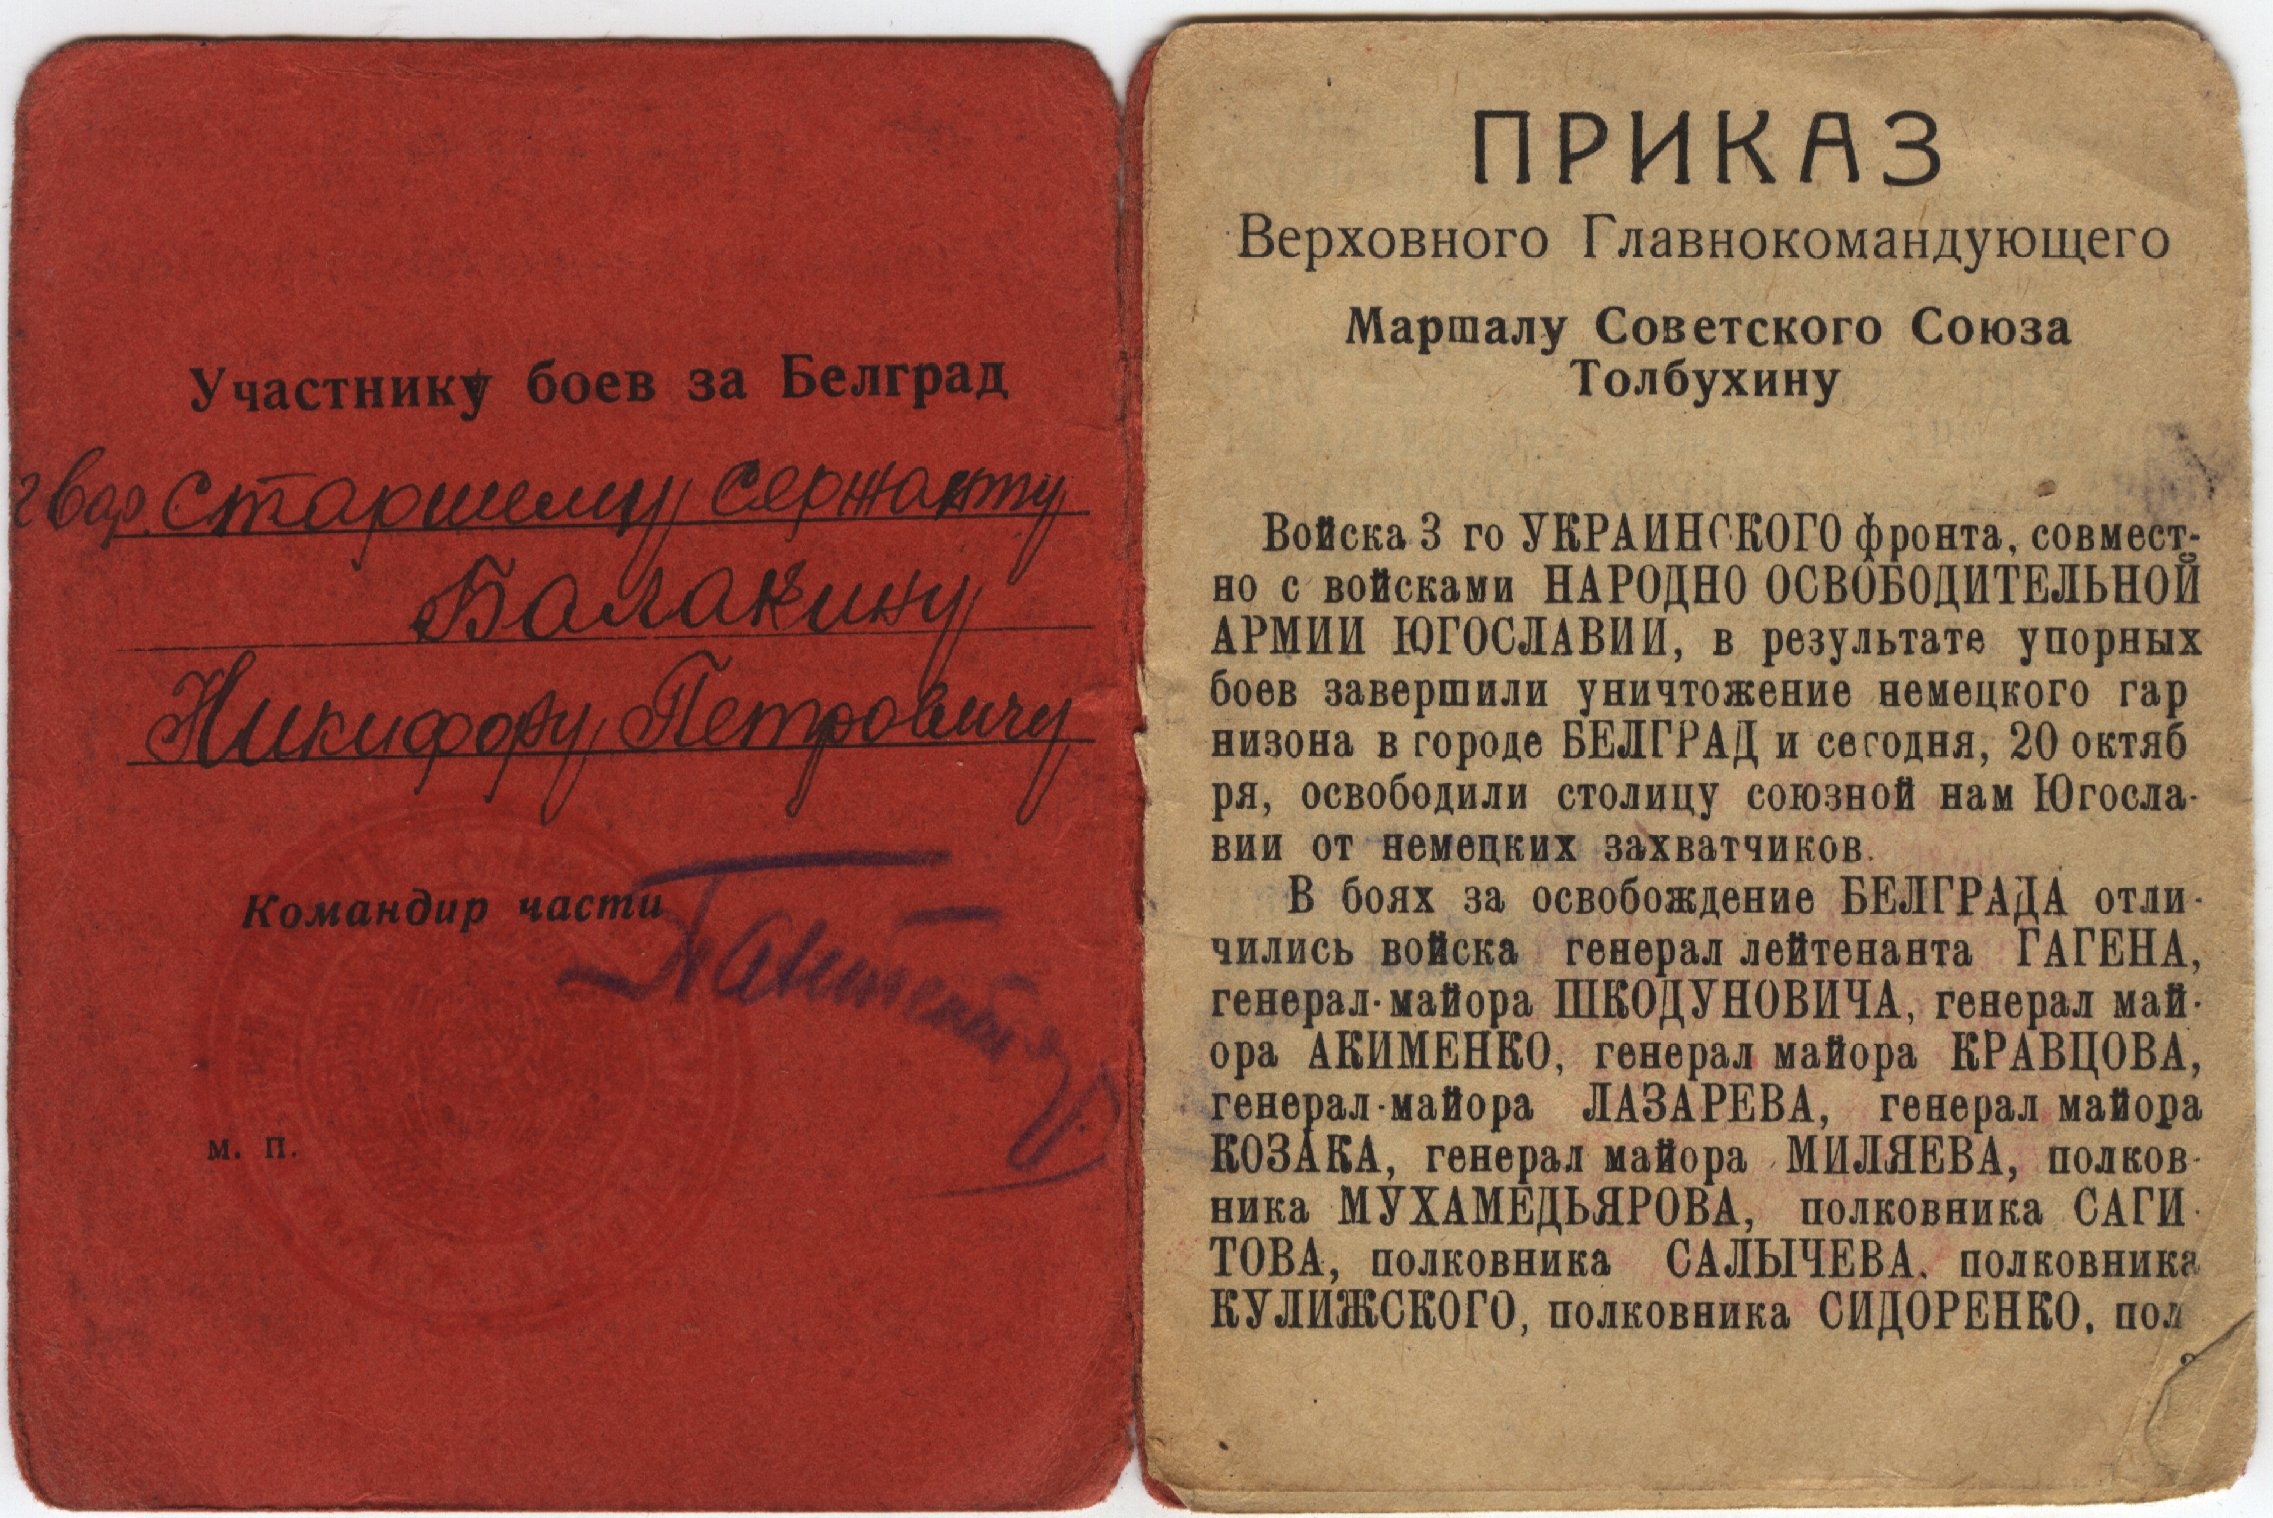 Участнику боев за Белград
гвар. старшему сержанту
Балакину
Никифору Петровичу
Командир части
м. п.
ПРИКАЗ
Верховного Главнокомандующего
Маршалу Советского Союза
Толбухину
Войска 3 го УКРАИНСКОГО фронта, совмест-
но с войсками НАРОДНО ОСВОБОДИТЕЛЬНОЙ
АРМИИ ЮГОСЛАВИИ, в результате упорных
боев завершили уничтожение немецкого гар
низона в городе БЕЛГРАД и сегодня, 20 октяб
ря, освободили столицу союзной нам Югосла-
вии от немецких захватчиков.
В боях за освобождение БЕЛГРАДА отли-
чились войска генерал лейтенанта ГАГЕНА,
генерал-майора ШКОДУНОВИЧА, генерал май-
ора АКИМЕНКО, генерал майора КРАВЦОВА,
генерал-майора ЛАЗАРЕВА, генерал майора
КОЗАКА, генерал майора МИЛЯЕВА, полков-
ника МУХАМЕДЬЯРОВА, полковника САГИ-
ТОВА, полковника САЛЫЧЕВА, полковника
КУЛИЖСКОГО, полковника СИДОРЕНКО, пол